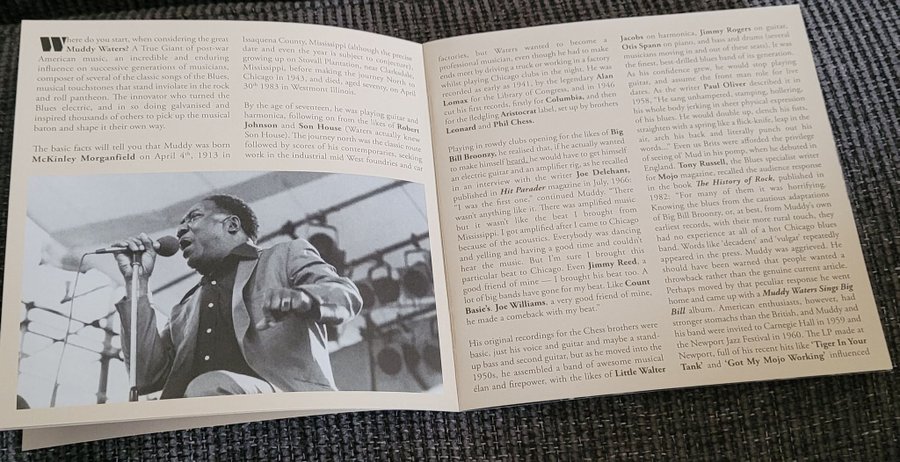 Where do you start, when considering the great
Muddy Waters? A True Giant of post-war
American music, an incredible and enduring
influence on successive generations of musicians,
composer of several of the classic songs of the Blues,
musical touchstones that stand inviolate in the rock
and roll pantheon. The innovator who turned the
Blues electric, and in so doing galvanised and
inspired thousands of others to pick up the musical
baton and shape it their own way.
The basic facts will tell you that Muddy was born
McKinley Morganfield on April 4th, 1913 in
Issaquena County, Mississippi (although the precise
date and even the year is subject to conjecture,
growing up on Stovall Plantation, near Clarksdale,
Mississippi, before making the journey North to
Chicago in 1943, and died, aged seventy, on April
30th 1983 in Westmont Illinois.
By the age of seventeen, he was playing guitar and
harmonica, following on from the likes of Robert
Johnson and Son House (Waters actually knew
Son House). The journey north was the classic route
followed by scores of his contemporaries, seeking
work in the industrial mid West foundries and car
factories, but Waters wanted to become a
professional musician, even though he had to make
ends meet by driving a truck or working in a factory
whilst playing Chicago clubs in the night. He was
recorded as early as 1941, by the legendary Alan
Lomax for the Library of Congress, and in 1946
cut his first records, firstly for Columbia, and then
for the fledgling Aristocrat label, set up by brothers
Leonard and Phil Chess.
Playing in rowdy clubs opening for the likes of Big
Bill Broonzy, he realised that, if he actually wanted
to make himself heard, he would have to get himself
an electric guitar and an amplifier rig, as he recalled
in an interview with the writer Joe Delehant,
published in Hit Parader magazine in July, 1966:
"I was the first one," continued Muddy. "There
wasn't anything like it. There was amplified music
but it wasn't like the beat I brought from
Mississippi. I got amplified after I came to Chicago
because of the acoustics. Everybody was dancing
and yelling and having a good time and couldn't
hear the music. But I'm sure I brought this
particular beat to Chicago. Even Jimmy Reed, a
good friend of mine — I brought his beat too. A
lot of big bands have gone for my beat. Like Count
Basie's. Joe Williams, a very good friend of mine,
he made a comeback with my beat."
His original recordings for the Chess brothers were
basic, just his voice and guitar and maybe a stand-
up bass and second guitar, but as he moved into the
1950s, he assembled a band of awesome musical
élan and firepower, with the likes of Little Walter
Jacobs on harmonica, Jimmy Rogers on guitar,
Otis Spann on piano, and bass and drums (several
musicians moving in and out of these seats). It was
the finest, best-drilled blues band of its generation.
As his confidence grew, he would stop playing
guitar, and assume the front man role for live
dates. As the writer Paul Oliver described it in
1958, "He sang unhampered, stamping, hollering,
his whole body jerking in sheer physical expression
of his blues. He would double up, clench his fists,
straighten with a spring like a flick-knife, leap in the
air, arch his back and literally punch out his
words..." Even us Brits were afforded the privilege
of seeing ol' Mud in his pomp, when he debuted in
England. Tony Russell, the Blues specialist writer
for Mojo magazine, recalled the audience response
in the book The History of Rock, published in
1982: "For many of them it was horrifying.
Knowing the blues from the cautious adaptations
of Big Bill Broonzy, or, at best, from Muddy's own
earliest records, with their more rural touch, they
had no experience at all of a hot Chicago blues
band. Words like 'decadent' and 'vulgar' repeatedly
appeared in the press. Muddy was aggrieved. He
should have been warned that people wanted a
throwback rather than the genuine current article.
Perhaps moved by that peculiar response he went
home and came up with a Muddy Waters Sings Big
Bill album. American enthusiasts, however, had
stronger stomachs than the British, and Muddy and
his band were invited to Carnegie Hall in 1959 and
the Newport Jazz Festival in 1960. The LP made at
Newport, full of his recent hits like 'Tiger In Your
Tank' and 'Got My Mojo Working' influenced